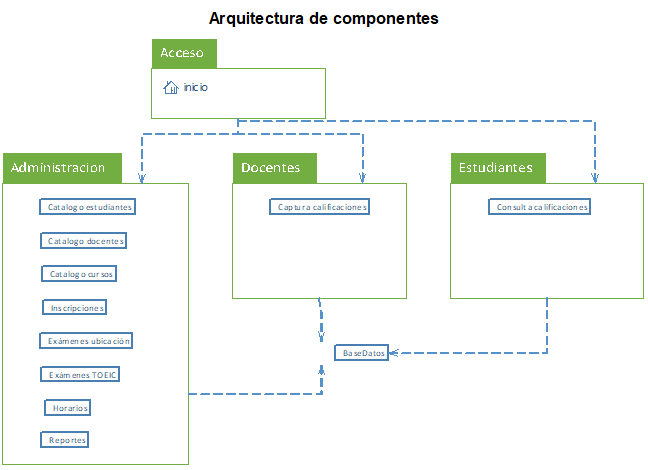 Arquitectura de componentes
Acceso
inicio
Administracion
Docentes
Estudiantes
Catalogo estudiantes
Captura calificaciones
Consulta calificaciones
Catalogo docentes
Catalogo cursos
Inscripciones
Exámenes ubicación
BaseDatos
Exámenes TOEIC
Horarios
Reportes